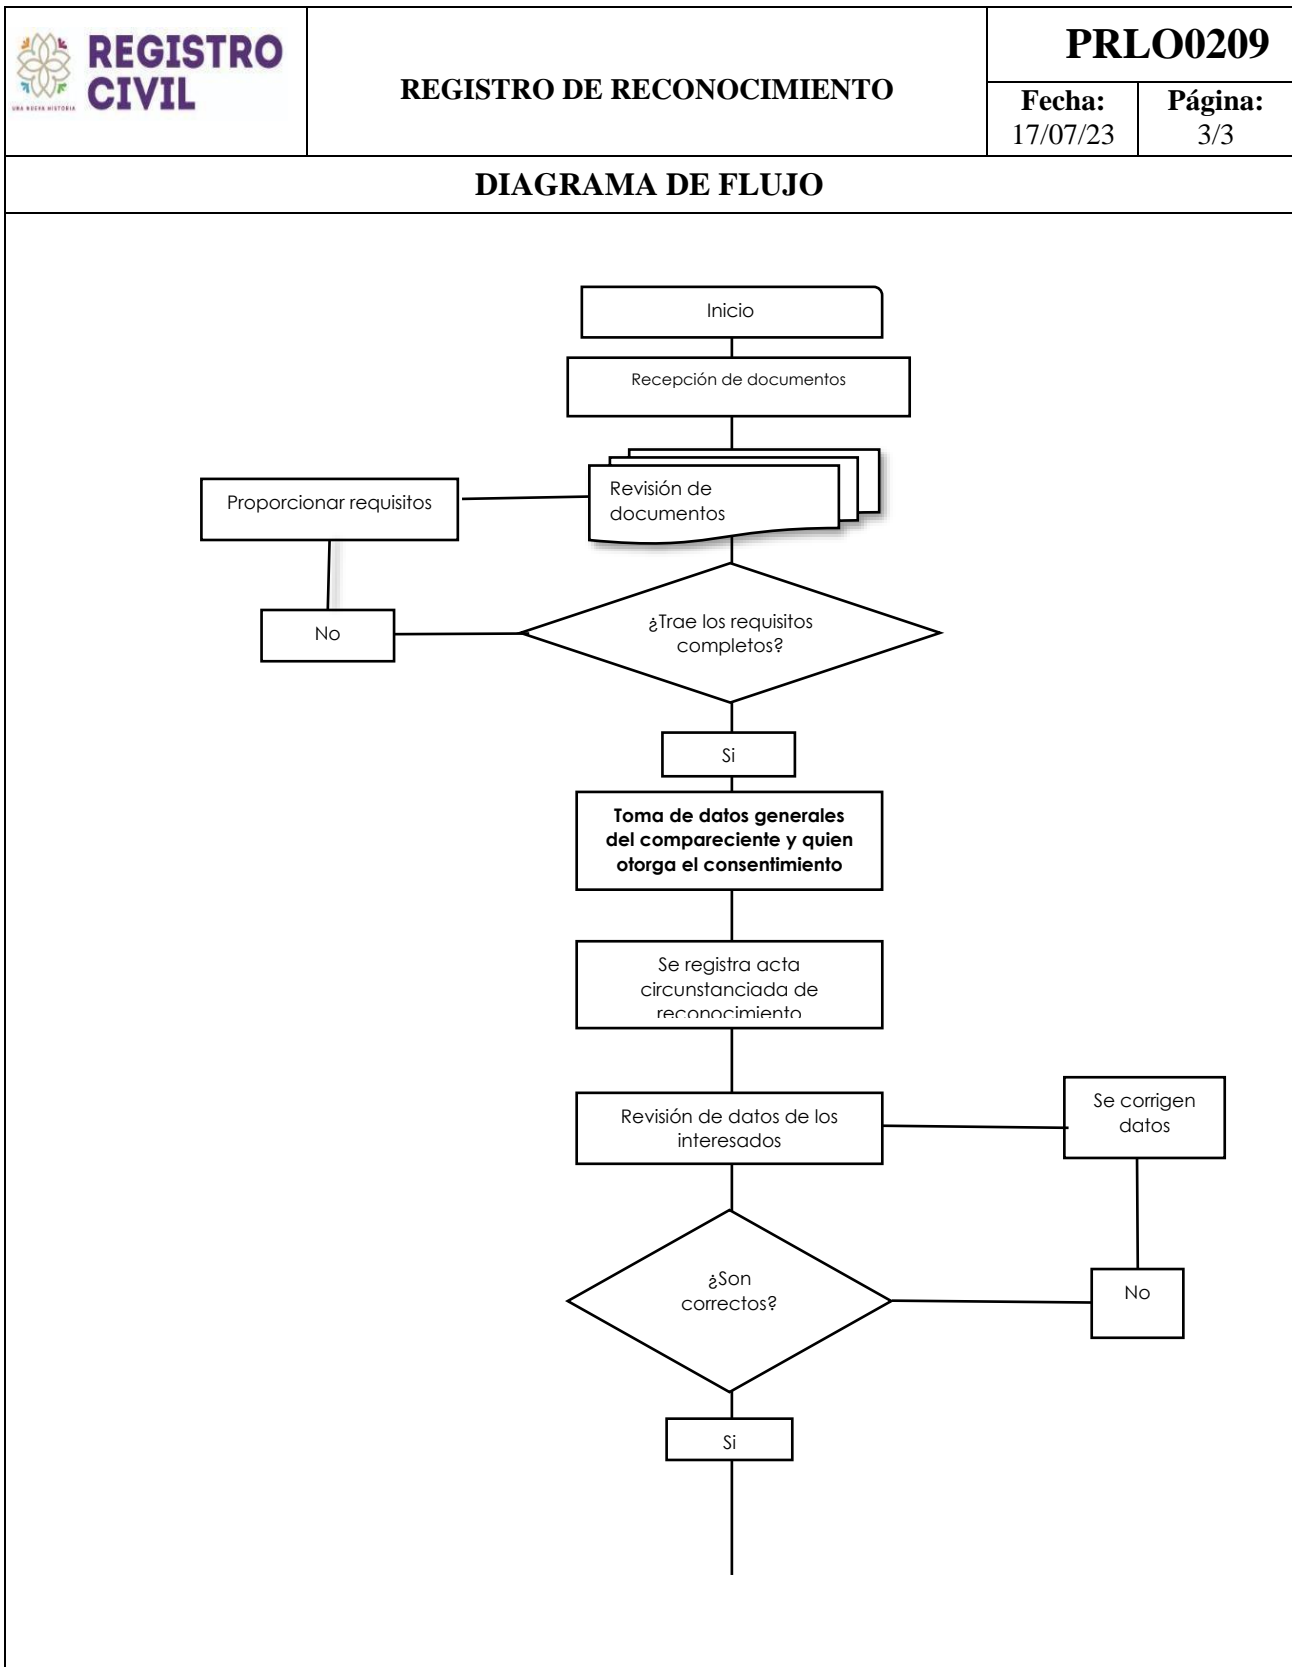 REGISTRO
CIVIL
UNA NUEVA HISTORIA
REGISTRO DE RECONOCIMIENTO
PRLO0209
Fecha:
17/07/23
Página:
3/3
DIAGRAMA DE FLUJO
Inicio
Recepción de documentos
Revisión de
documentos
Proporcionar requisitos
¿Trae los requisitos
completos?
No
Si
Toma de datos generales
del compareciente y quien
otorga el consentimiento
Se registra acta
circunstanciada de
reconocimiento
Revisión de datos de los
interesados
Se corrigen
datos
¿Son
correctos?
No
Si